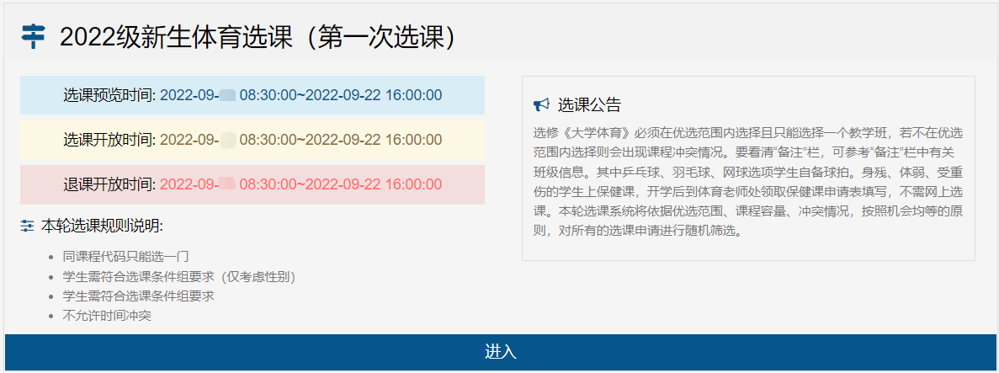 2022级新生体育选课（第一次选课）
选课预览时间: 2022-09- 08:30:00~2022-09-22 16:00:00
选课开放时间: 2022-09- 08:30:00~2022-09-22 16:00:00
退课开放时间: 2022-09- 08:30:00~2022-09-22 16:00:00
本轮选课规则说明:
同课程代码只能选一门
学生需符合选课条件组要求（仅考虑性别）
学生需符合选课条件组要求
不允许时间冲突
选课公告
选修《大学体育》必须在优选范围内选择且只能选择一个教学班，若不在优选
范围内选择则会出现课程冲突情况。要看清“备注”栏，可参考“备注”栏中有关
班级信息。其中乒乓球、羽毛球、网球选项学生自备球拍。身残、体弱、受重
伤的学生上保健课，开学后到体育老师处领取保健课申请表填写，不需网上选
课。本轮选课系统将依据优选范围、课程容量、冲突情况，按照机会均等的原
则，对所有的选课申请进行随机筛选。
进入